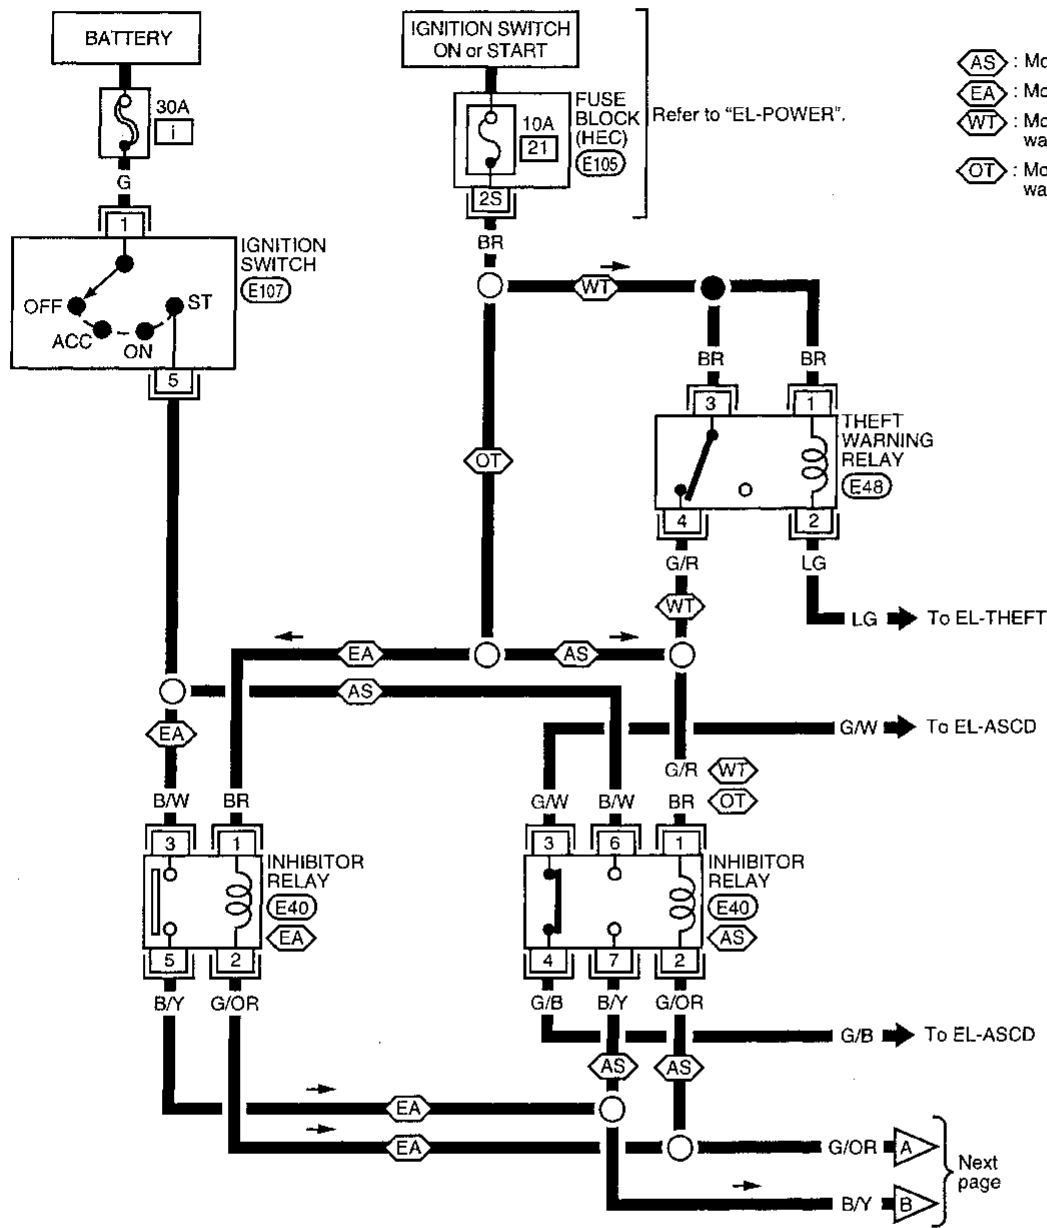 BATTERY
30A
i
G
1
IGNITION
SWITCH
E107
OFF
ACC
ON
ST
5
IGNITION SWITCH
ON or START
FUSE
BLOCK
(HEC)
E105
10A
21
2S
BR
Refer to "EL-POWER".
AS : Mo
EA : Mo
WT : Mo
wa
OT : Mo
wa
WT
BR
BR
3
1
THEFT
WARNING
RELAY
E48
4
2
G/R
LG
WT
LG
To EL-THEFT
OT
EA
AS
AS
EA
G/W
To EL-ASCD
G/R
WT
B/W
BR
G/W
B/W
BR
OT
3
1
INHIBITOR
RELAY
E40
EA
5
2
B/Y
G/OR
3
6
1
INHIBITOR
RELAY
E40
AS
4
7
2
G/B
B/Y
G/OR
G/B
To EL-ASCD
AS
AS
EA
EA
G/OR
A
B/Y
B
Next
page